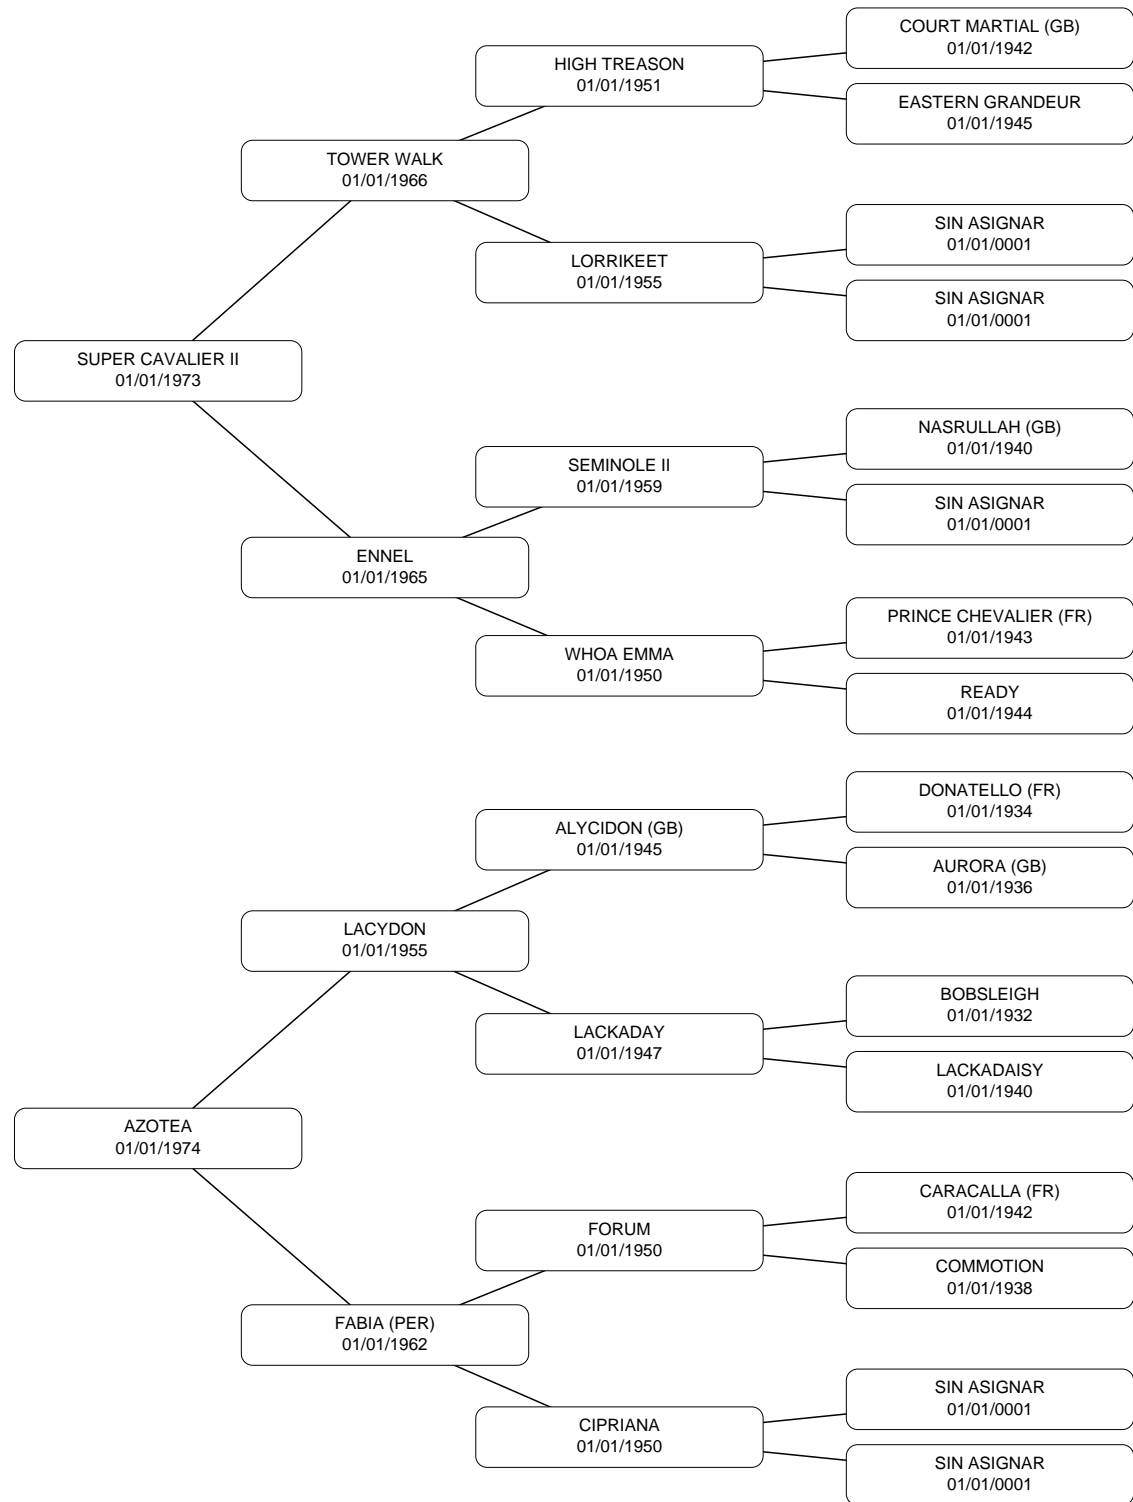 COURT MARTIAL (GB)
01/01/1942
HIGH TREASON
01/01/1951
EASTERN GRANDEUR
01/01/1945
TOWER WALK
01/01/1966
SIN ASIGNAR
01/01/0001
LORRIKEET
01/01/1955
SIN ASIGNAR
01/01/0001
SUPER CAVALIER II
01/01/1973
NASRULLAH (GB)
01/01/1940
SEMINOLE II
01/01/1959
SIN ASIGNAR
01/01/0001
ENNEL
01/01/1965
PRINCE CHEVALIER (FR)
01/01/1943
WHOA EMMA
01/01/1950
READY
01/01/1944
DONATELLO (FR)
01/01/1934
ALYCIDON (GB)
01/01/1945
AURORA (GB)
01/01/1936
LACYDON
01/01/1955
BOBSLEIGH
01/01/1932
LACKADAY
01/01/1947
LACKADAISY
01/01/1940
AZOTEA
01/01/1974
CARACALLA (FR)
01/01/1942
FORUM
01/01/1950
COMMOTION
01/01/1938
FABIA (PER)
01/01/1962
SIN ASIGNAR
01/01/0001
CIPRIANA
01/01/1950
SIN ASIGNAR
01/01/0001